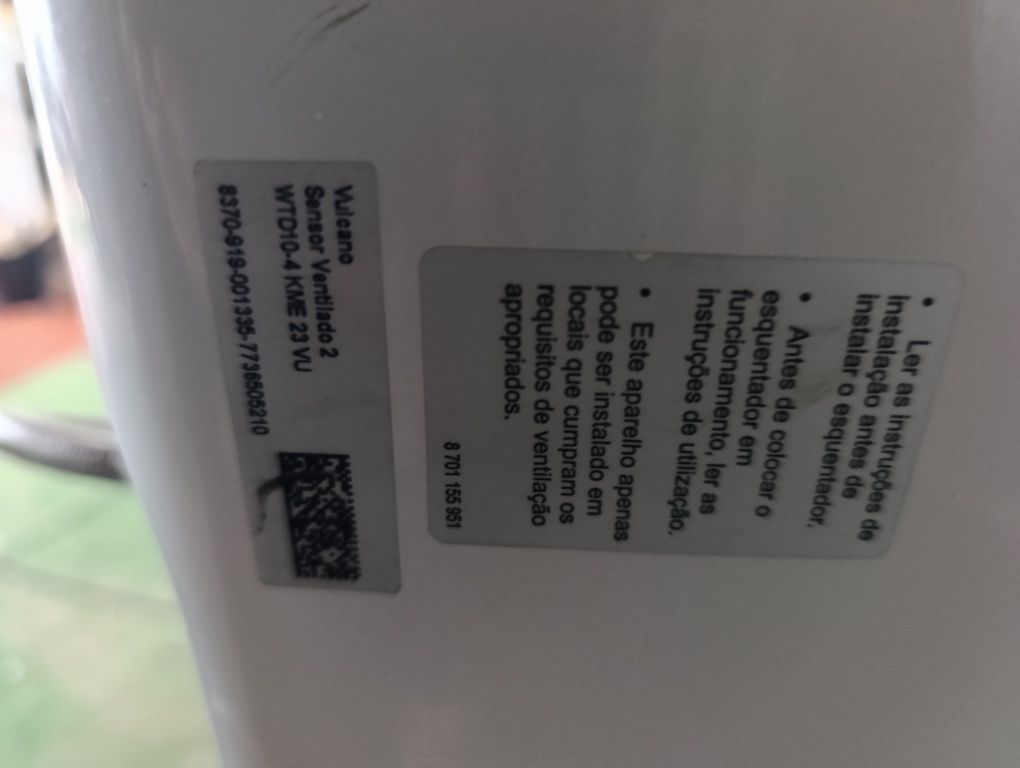 • Ler as instruções de
instalação antes de
instalar o esquentador.
• Antes de colocar o
esquentador em
funcionamento, ler as
instruções de utilização.
• Este aparelho apenas
pode ser instalado em
locais que cumpram os
requisitos de ventilação
apropriados.
8 701 155 951
Vulcano
Sensor Ventilado 2
WTD10-4 KME 23 VU
8370-919-001335-7736505210